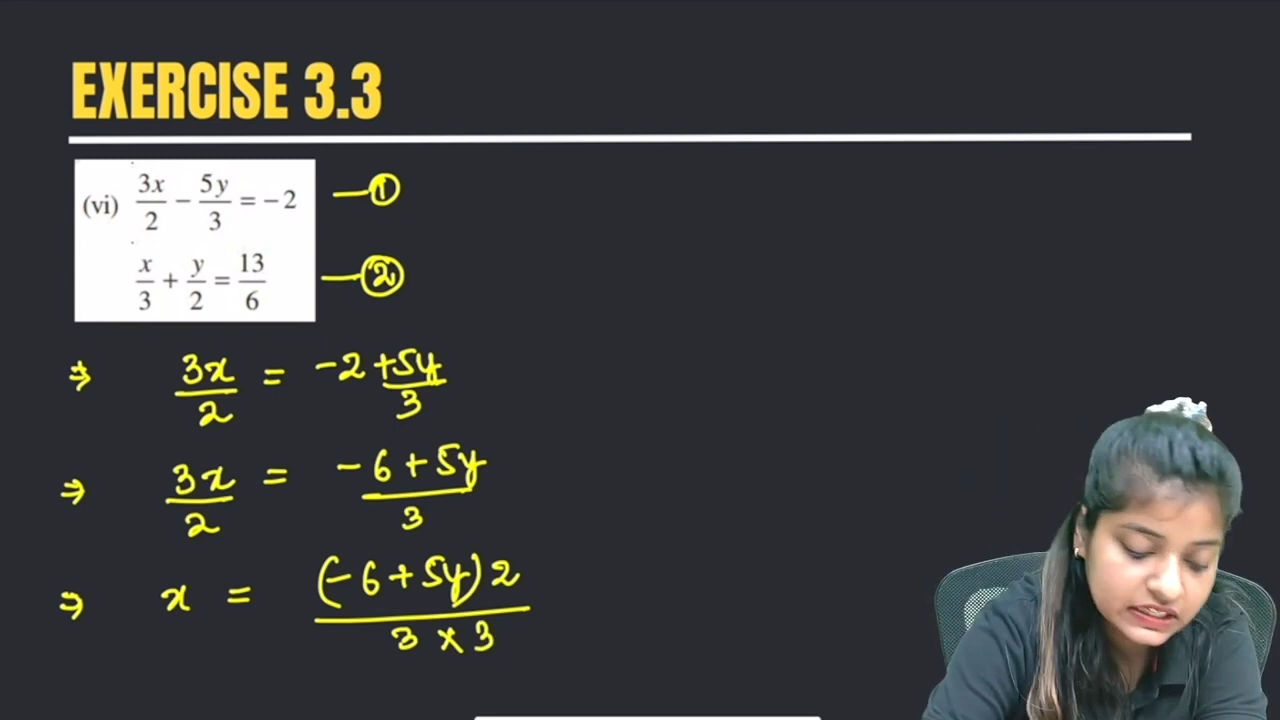 EXERCISE 3.3
(vi) 3x/2 − 5y/3 = −2 —①
x/3 + y/2 = 13/6 —②
⇒ 3x/2 = -2 + 5y/3
⇒ 3x/2 = (-6 + 5y)/3
⇒ x = (-6 + 5y) 2/(3 × 3)